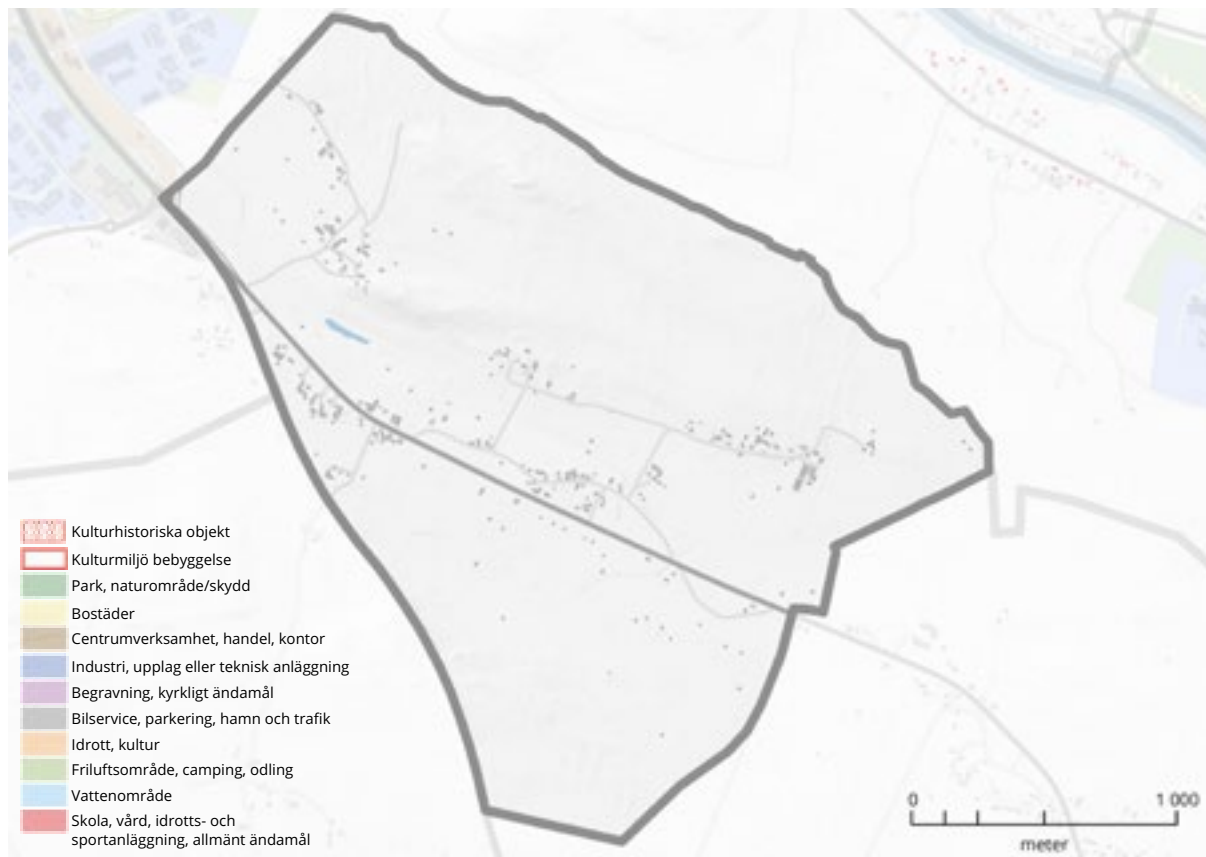 Kulturhistoriska objekt
Kulturmiljö bebyggelse
Park, naturområde/skydd
Bostäder
Centrumverksamhet, handel, kontor
Industri, upplag eller teknisk anläggning
Begravning, kyrkligt ändamål
Bilservice, parkering, hamn och trafik
Idrott, kultur
Friluftsområde, camping, odling
Vattenområde
Skola, vård, idrotts- och
sportanläggning, allmänt ändamål
0 1 000
meter